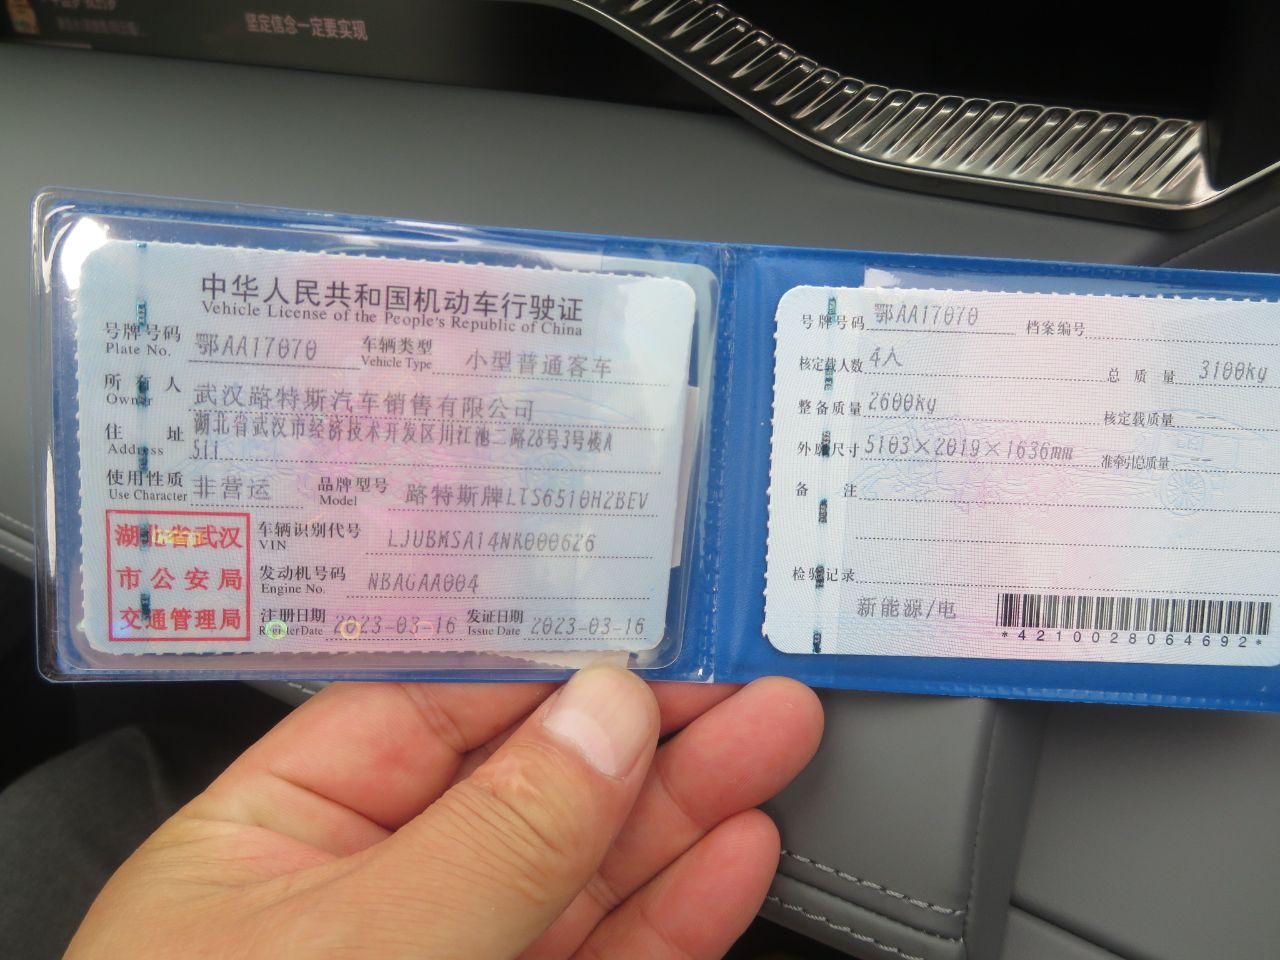 坚定信念一定要实现
中华人民共和国机动车行驶证
Vehicle License of the People's Republic of China
号牌号码 鄂AA17070 车辆类型 小型普通客车
Plate No. Vehicle Type
所有人 武汉路特斯汽车销售有限公司
Owner
住址 湖北省武汉市经济技术开发区川江池二路28号3号楼A
Address 511
使用性质 非营运 品牌型号 路特斯牌LTS6510H2BEV
Use Character Model
湖北省武汉
市公安局
交通管理局
车辆识别代号 LJUBMSA14NK000626
VIN
发动机号码 NBAGAA004
Engine No.
注册日期 2023-03-16 发证日期 2023-03-16
Register Date Issue Date
号牌号码 鄂AA17070 档案编号
核定载人数 4人 总质量 3100kg
整备质量 2600kg 核定载质量 --
外廓尺寸 5103×2019×1636mm 准牵引总质量 --
备注
检验记录
新能源/电
*4210028064692*